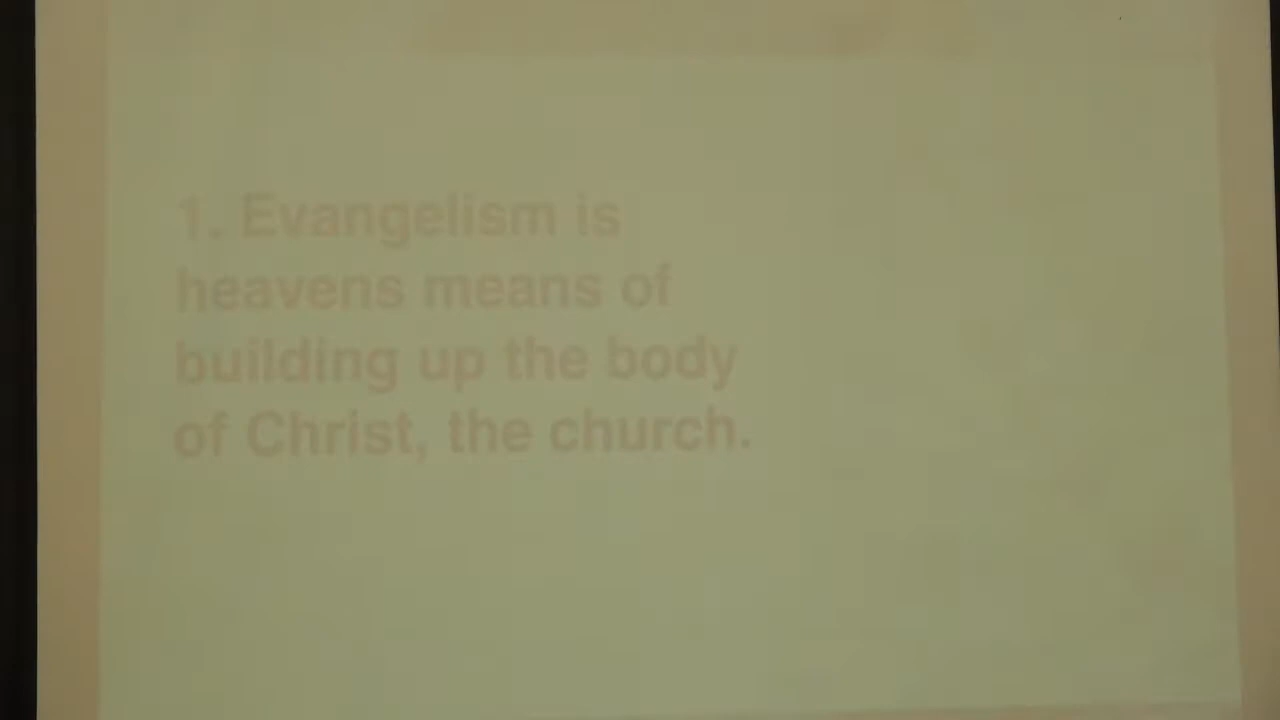 1. Evangelism is
heavens means of
building up the body
of Christ, the church.